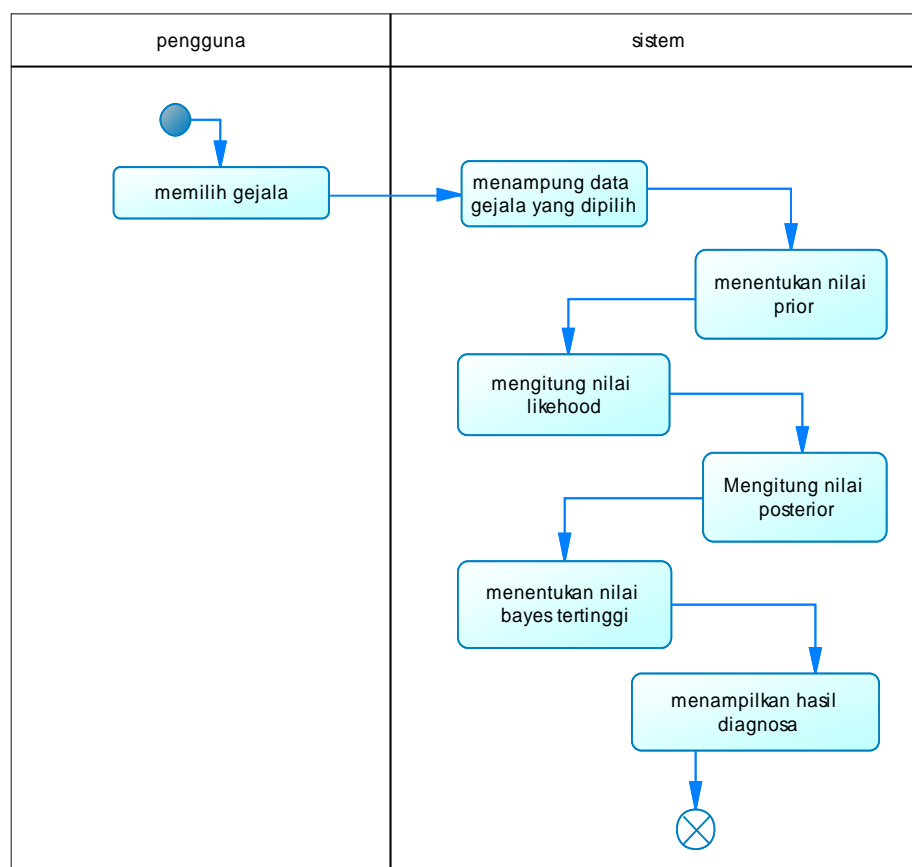 pengguna
sistem
memilih gejala
menampung data
gejala yang dipilih
menentukan nilai
prior
mengitung nilai
likehood
Mengitung nilai
posterior
menentukan nilai
bayes tertinggi
menampilkan hasil
diagnosa